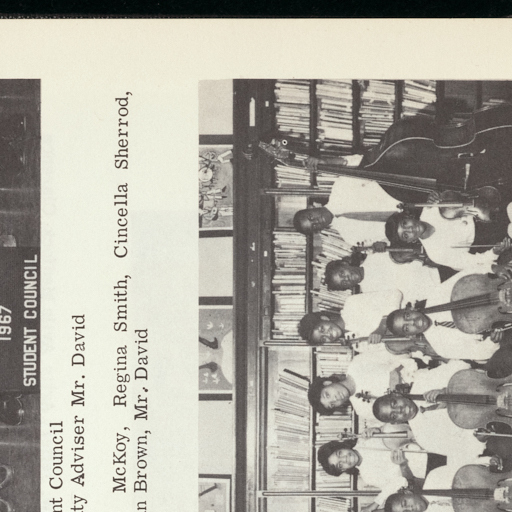 1967
STUDENT COUNCIL
nt Council
ty Adviser Mr. David
McKoy, Regina Smith, Cincella Sherrod,
n Brown, Mr. David